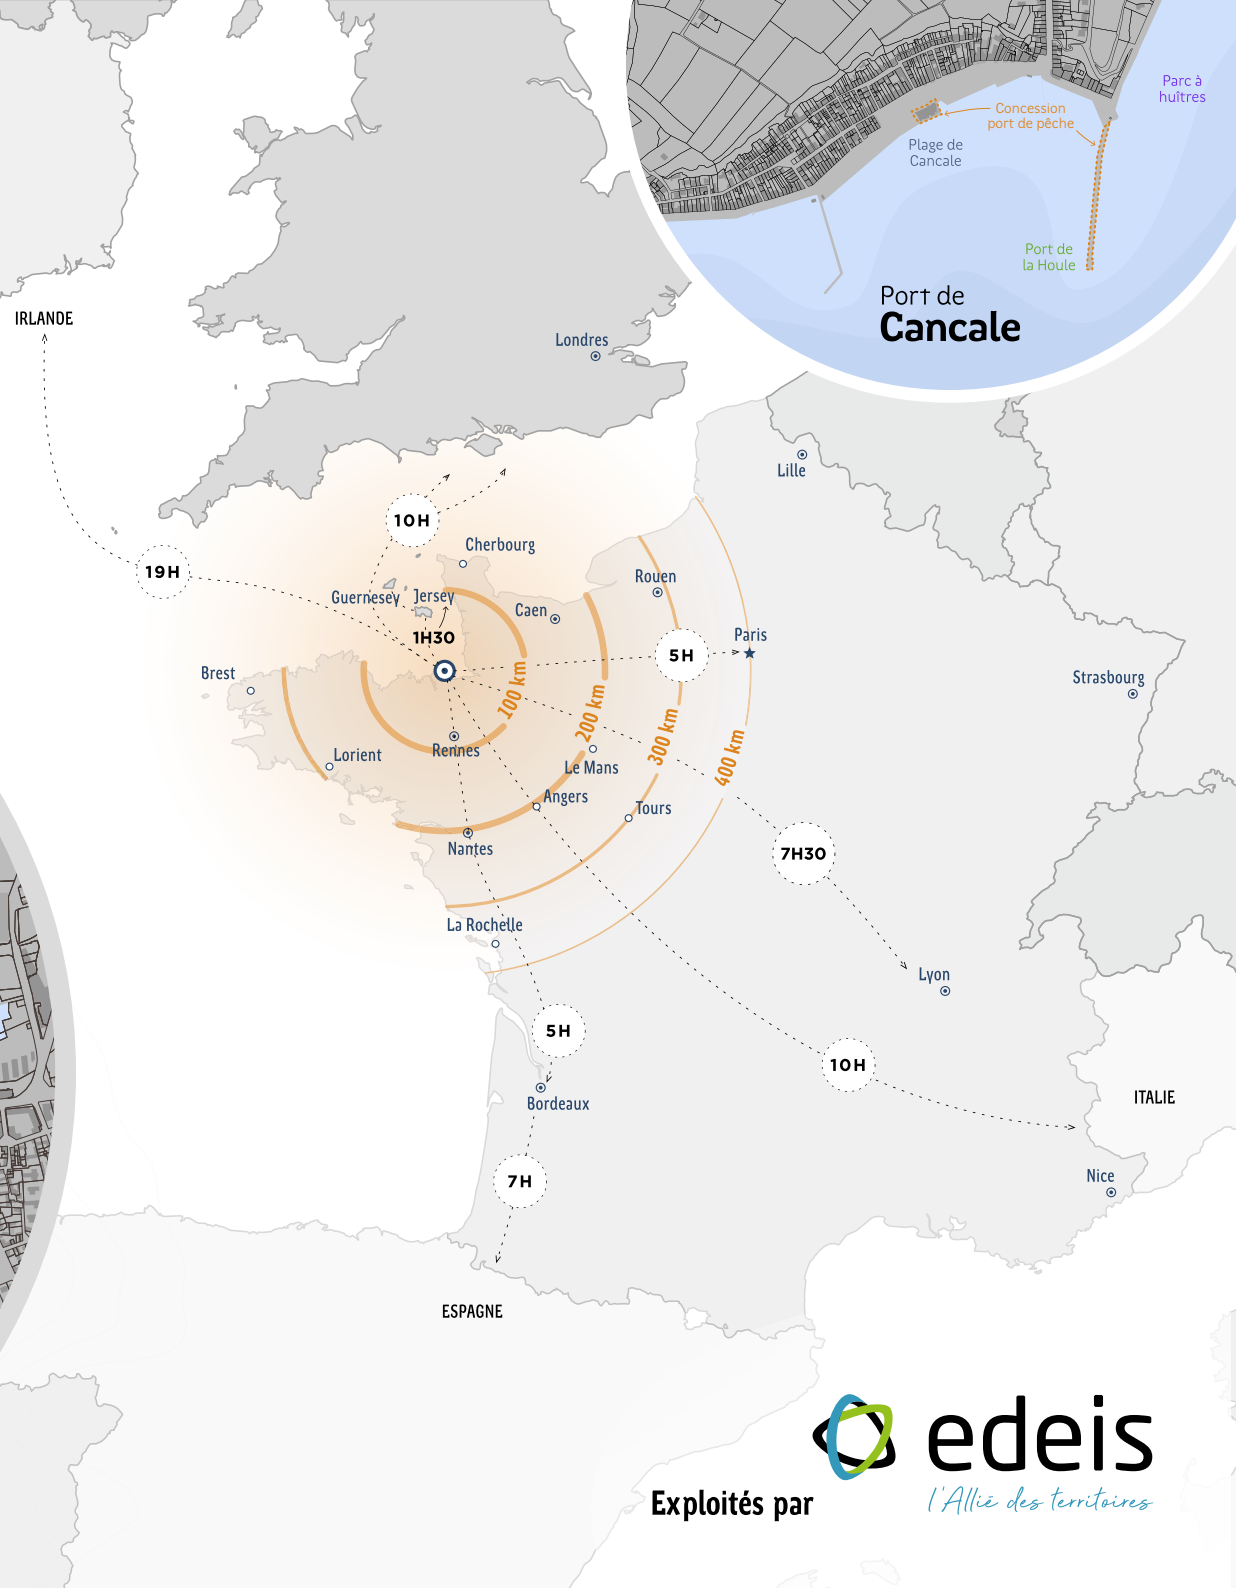 Parc à
huîtres
Concession
port de pêche
Plage de
Cancale
Port de
la Houle
Port de
Cancale
IRLANDE
Londres
Lille
10H
Cherbourg
19H
Rouen
Guernesey
Jersey
Caen
1H30
5H
Paris
Brest
Strasbourg
100 km
200 km
300 km
400 km
Rennes
Lorient
Le Mans
Angers
Tours
Nantes
7H30
La Rochelle
Lyon
5H
10H
Bordeaux
ITALIE
7H
Nice
ESPAGNE
edeis
l'Allié des territoires
Exploités par